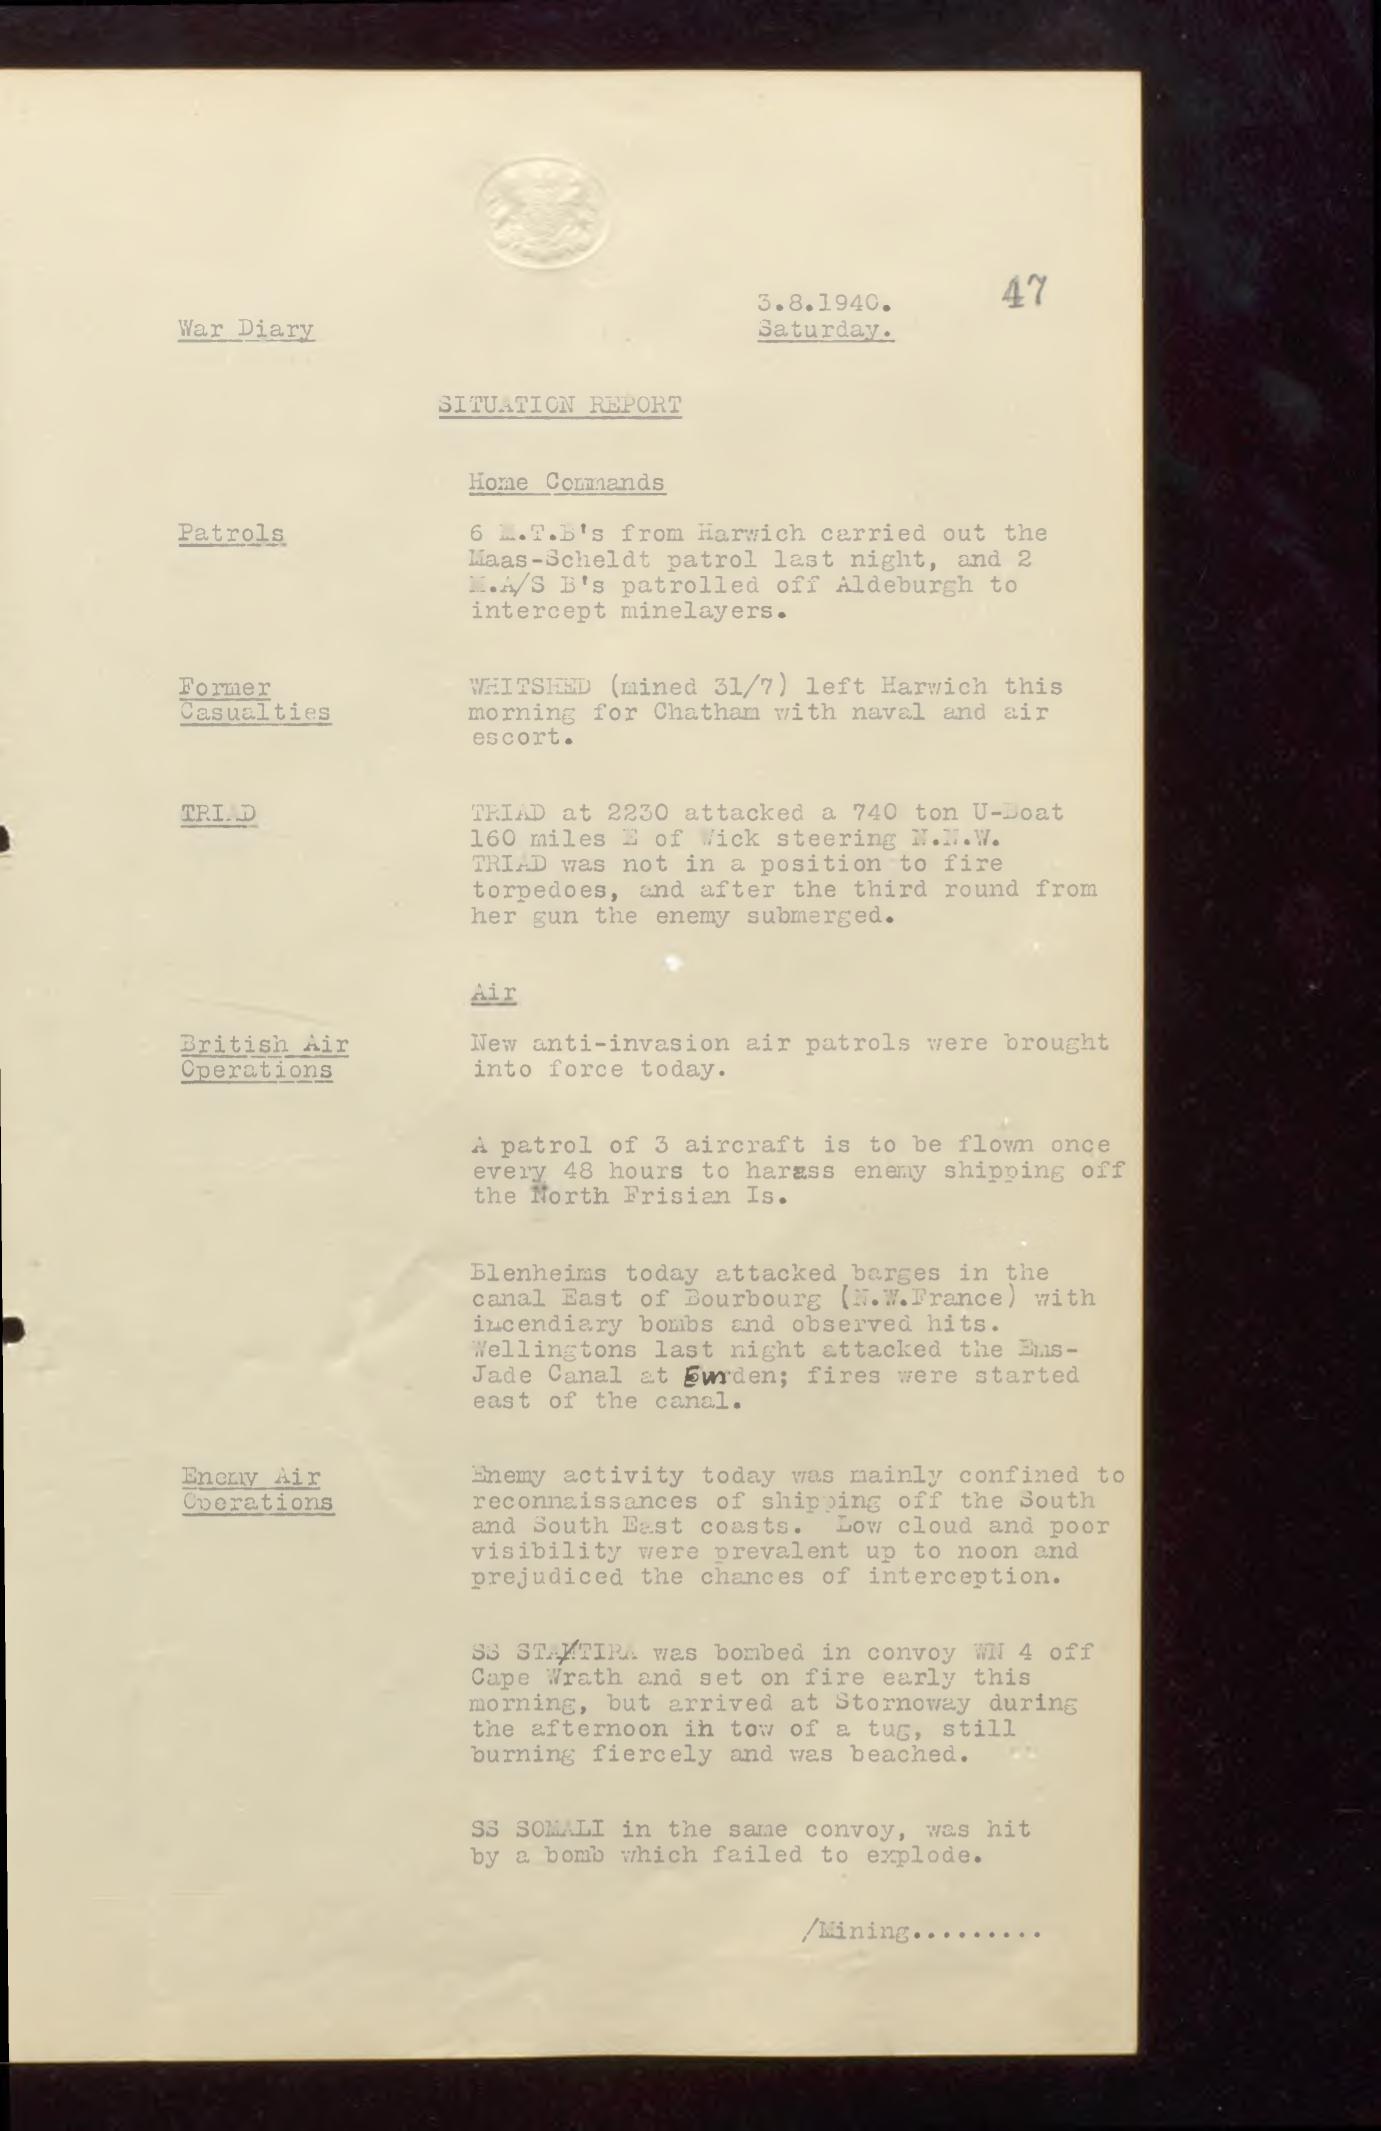 47
3.8.1940.
War Diary
Saturday.
SITUATION REPORT
Home Commands
Patrols
6 M.T.B's from Harwich carried out the
Maas-Scheldt patrol last night, and 2
M.A/S B's patrolled off Aldeburgh to
intercept minelayers.
Former
Casualties
WHITSHED (mined 31/7) left Harwich this
morning for Chatham with naval and air
escort.
TRIAD
TRIAD at 2230 attacked a 740 ton U-Boat
160 miles E of Wick steering N.N.W.
TRIAD was not in a position to fire
torpedoes, and after the third round from
her gun the enemy submerged.
Air
British Air
Operations
New anti-invasion air patrols were brought
into force today.
A patrol of 3 aircraft is to be flown once
every 48 hours to harass enemy shipping off
the North Frisian Is.
Blenheims today attacked barges in the
canal East of Bourbourg (N.W.France) with
incendiary bombs and observed hits.
Wellingtons last night attacked the Ems-
Jade Canal at Emden; fires were started
east of the canal.
Enemy Air
Operations
Enemy activity today was mainly confined to
reconnaissances of shipping off the South
and South East coasts. Low cloud and poor
visibility were prevalent up to noon and
prejudiced the chances of interception.
SS STATIRA was bombed in convoy WN 4 off
Cape Wrath and set on fire early this
morning, but arrived at Stornoway during
the afternoon in tow of a tug, still
burning fiercely and was beached.
SS SOMALI in the same convoy, was hit
by a bomb which failed to explode.
/Mining.........